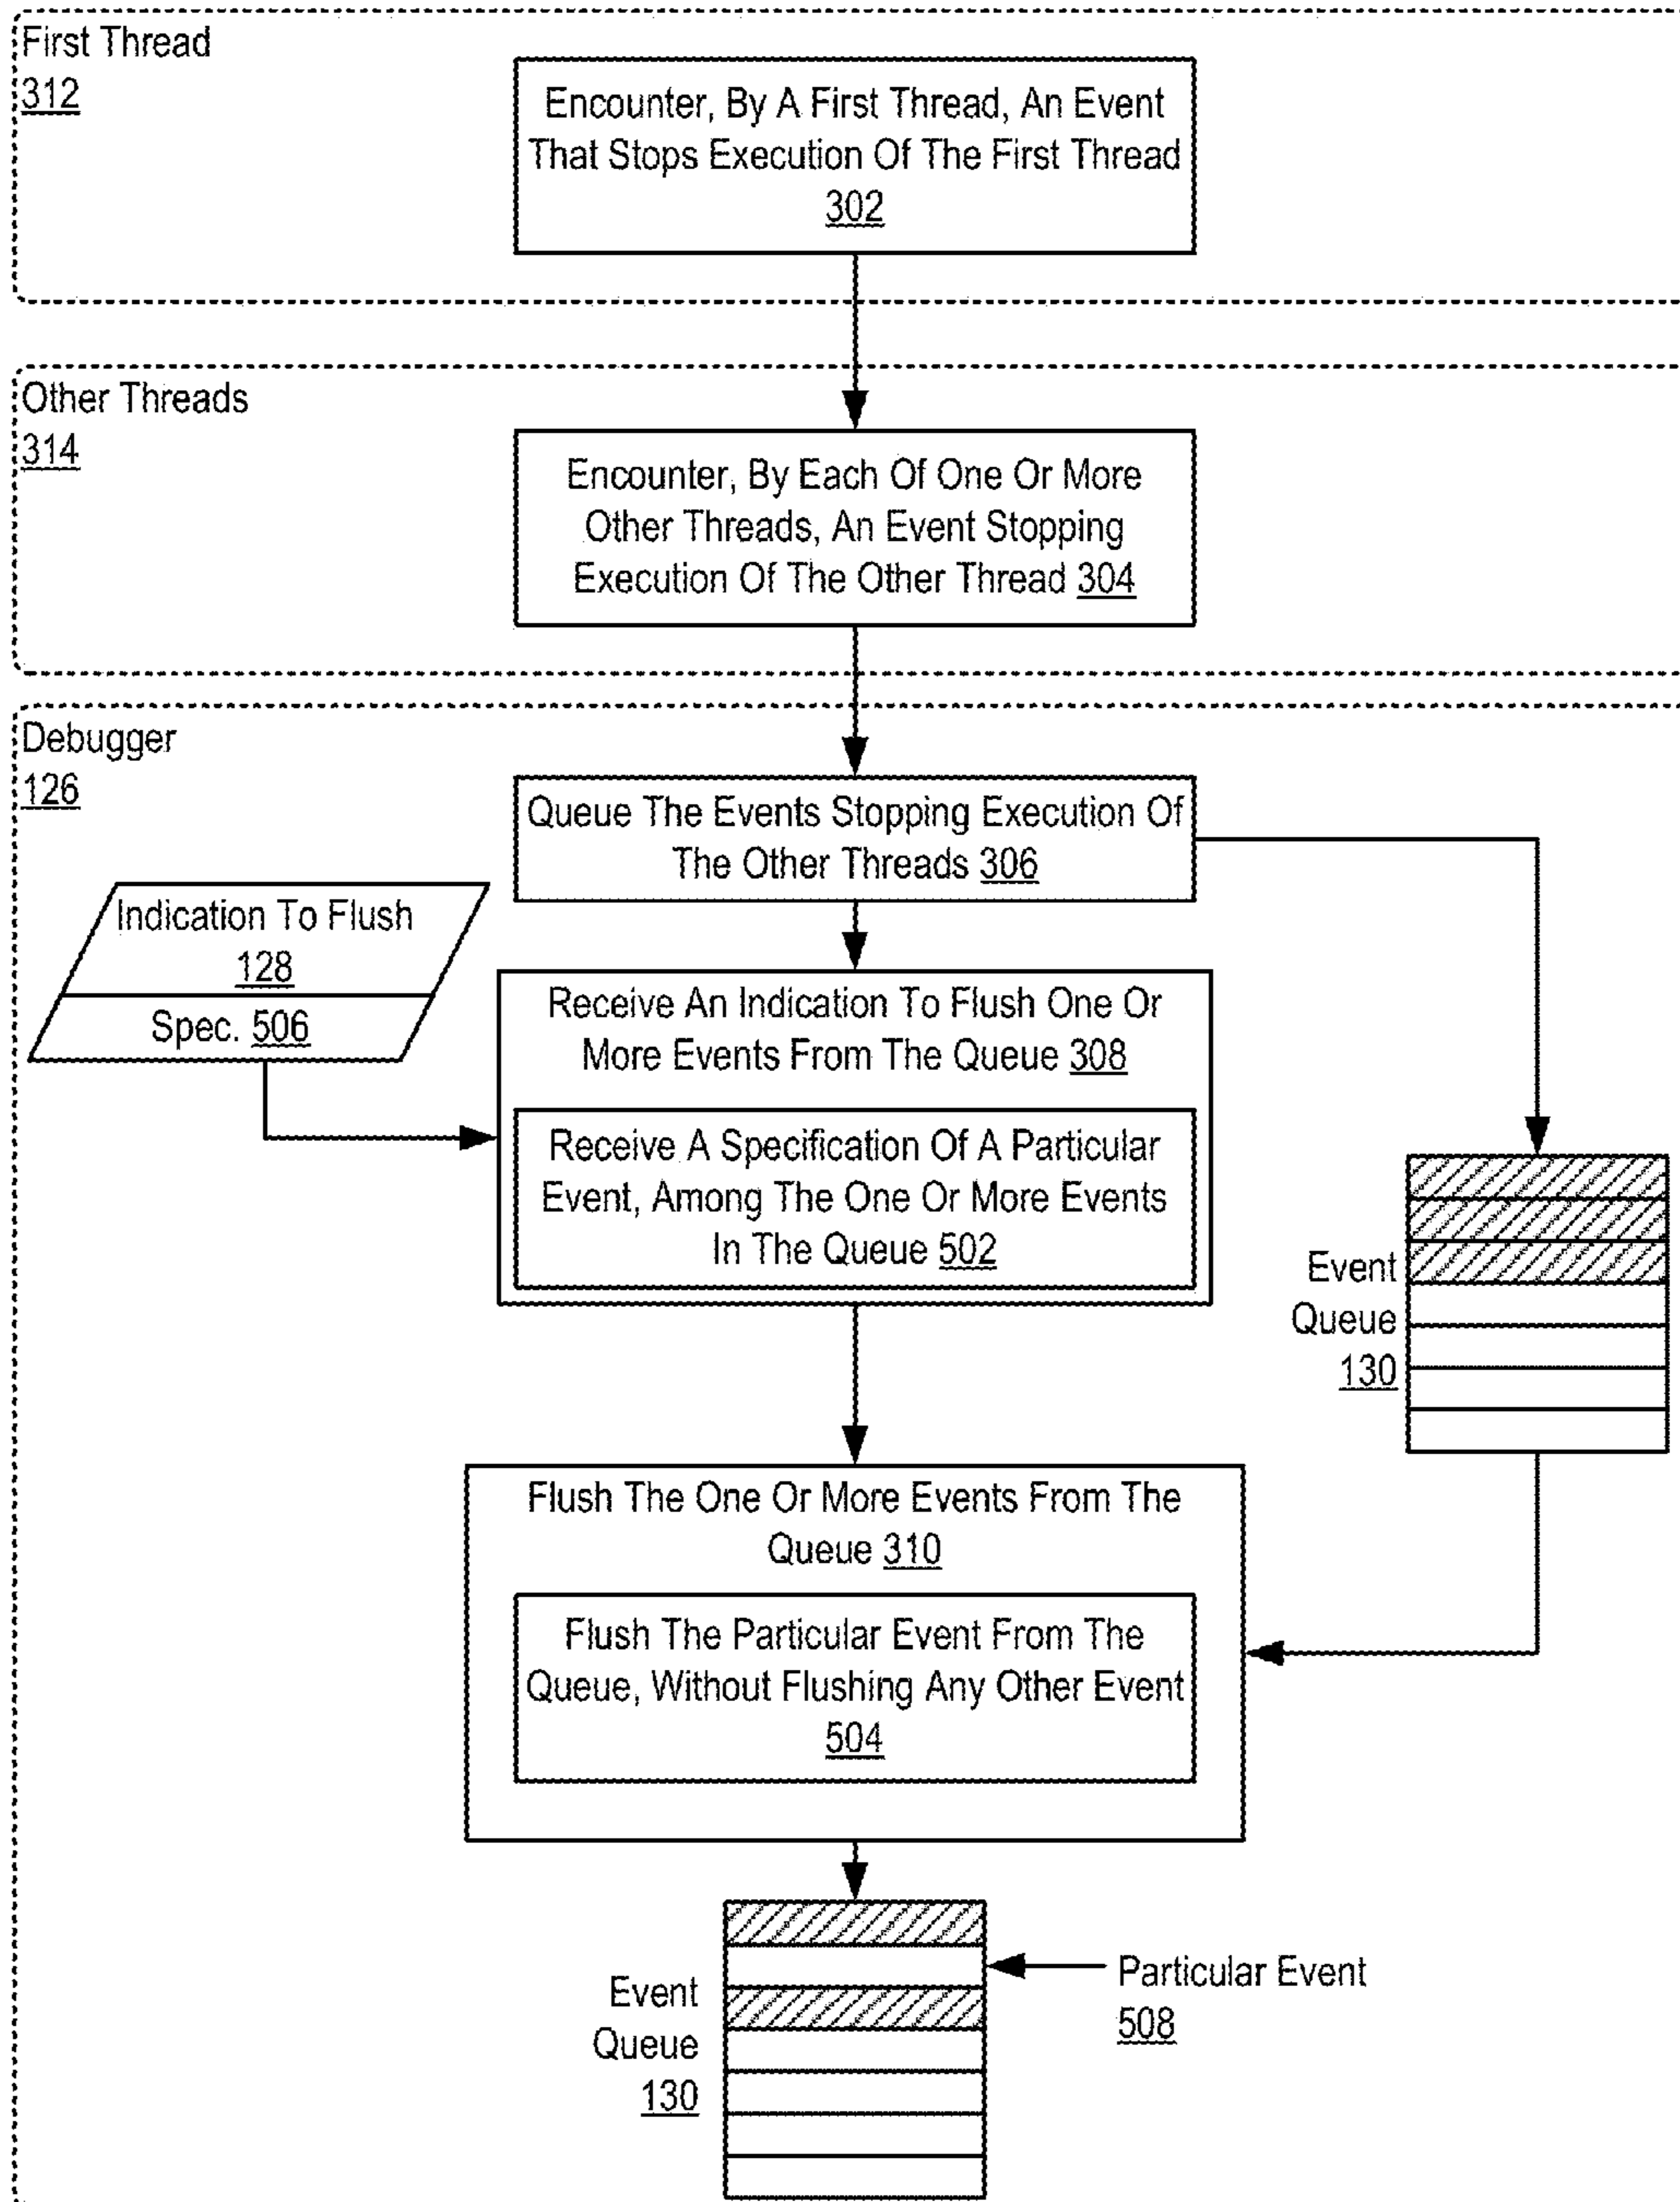 First Thread
312
Encounter, By A First Thread, An Event
That Stops Execution Of The First Thread
302
Other Threads
314
Encounter, By Each Of One Or More
Other Threads, An Event Stopping
Execution Of The Other Thread 304
Debugger
126
Queue The Events Stopping Execution Of
The Other Threads 306
Indication To Flush
128
Spec. 506
Receive An Indication To Flush One Or
More Events From The Queue 308
Receive A Specification Of A Particular
Event, Among The One Or More Events
In The Queue 502
Event
Queue
130
Flush The One Or More Events From The
Queue 310
Flush The Particular Event From The
Queue, Without Flushing Any Other Event
504
Event
Queue
130
Particular Event
508